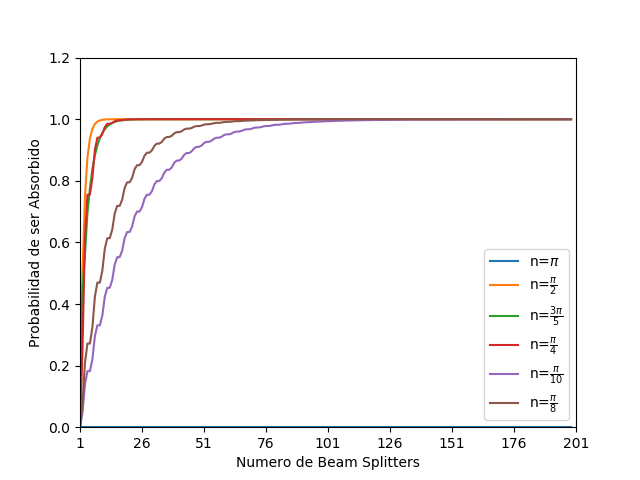 1.2
1.0
0.8
0.6
0.4
0.2
0.0
Probabilidad de ser Absorbido
n=π
n=π/2
n=3π/5
n=π/4
n=π/10
n=π/8
1 26 51 76 101 126 151 176 201
Numero de Beam Splitters